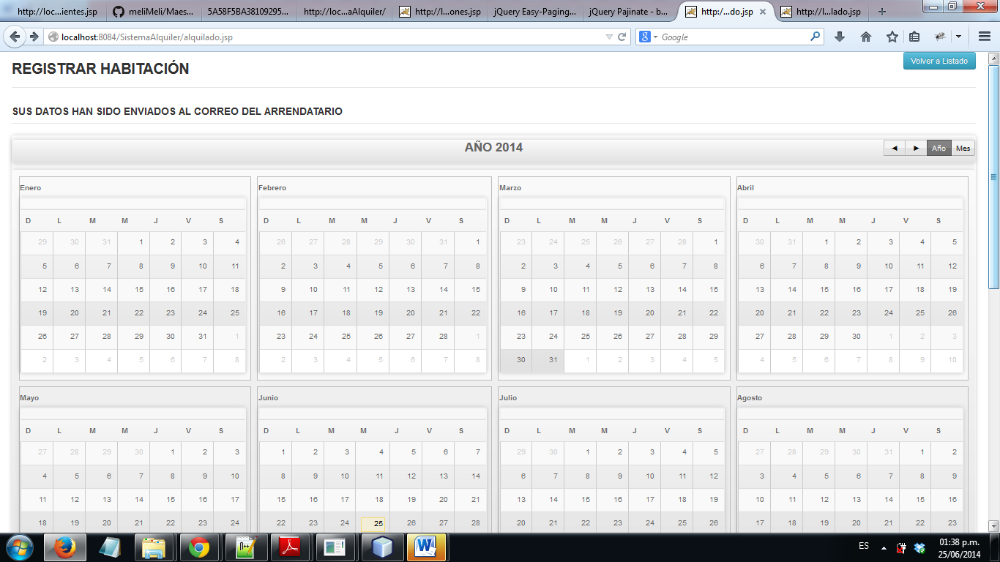 http://loc...ientes.jsp
meliMeli/Maes...
5A58F5BA38109295...
http://loc...aAlquiler/
http://l...ones.jsp
jQuery Easy-Paging...
jQuery Pajinate - b...
http:/...do.jsp
http://l...lado.jsp
localhost:8084/SistemaAlquiler/alquilado.jsp
Google
REGISTRAR HABITACIÓN
Volver a Listado
SUS DATOS HAN SIDO ENVIADOS AL CORREO DEL ARRENDATARIO
AÑO 2014
Año Mes
Enero
D L M M J V S
29 30 31 1 2 3 4
5 6 7 8 9 10 11
12 13 14 15 16 17 18
19 20 21 22 23 24 25
26 27 28 29 30 31 1
2 3 4 5 6 7 8
Febrero
D L M M J V S
26 27 28 29 30 31 1
2 3 4 5 6 7 8
9 10 11 12 13 14 15
16 17 18 19 20 21 22
23 24 25 26 27 28 1
2 3 4 5 6 7 8
Marzo
D L M M J V S
23 24 25 26 27 28 1
2 3 4 5 6 7 8
9 10 11 12 13 14 15
16 17 18 19 20 21 22
23 24 25 26 27 28 29
30 31 1 2 3 4 5
Abril
D L M M J V S
30 31 1 2 3 4 5
6 7 8 9 10 11 12
13 14 15 16 17 18 19
20 21 22 23 24 25 26
27 28 29 30 1 2 3
4 5 6 7 8 9 10
Mayo
D L M M J V S
27 28 29 30 1 2 3
4 5 6 7 8 9 10
11 12 13 14 15 16 17
18 19 20 21 22 23 24
Junio
D L M M J V S
1 2 3 4 5 6 7
8 9 10 11 12 13 14
15 16 17 18 19 20 21
22 23 24 25 26 27 28
Julio
D L M M J V S
29 30 1 2 3 4 5
6 7 8 9 10 11 12
13 14 15 16 17 18 19
20 21 22 23 24 25 26
Agosto
D L M M J V S
27 28 29 30 31 1 2
3 4 5 6 7 8 9
10 11 12 13 14 15 16
17 18 19 20 21 22 23
ES
01:38 p.m.
25/06/2014